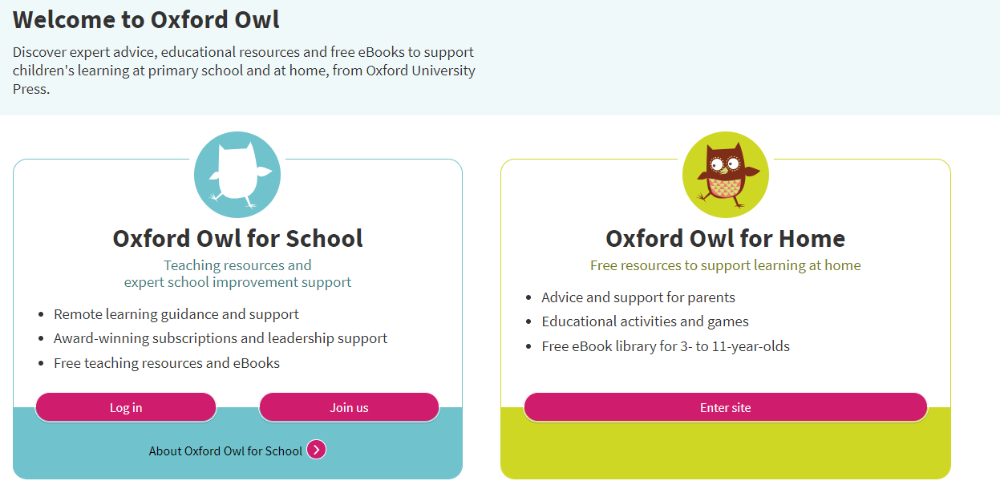 Welcome to Oxford Owl
Discover expert advice, educational resources and free eBooks to support
children's learning at primary school and at home, from Oxford University
Press.
Oxford Owl for School
Teaching resources and
expert school improvement support
• Remote learning guidance and support
• Award-winning subscriptions and leadership support
• Free teaching resources and eBooks
Log in
Join us
About Oxford Owl for School
Oxford Owl for Home
Free resources to support learning at home
• Advice and support for parents
• Educational activities and games
• Free eBook library for 3- to 11-year-olds
Enter site